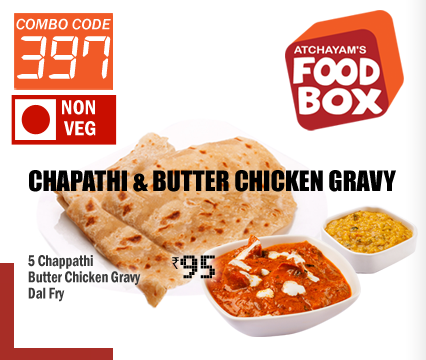 COMBO CODE
397
NON
VEG
ATCHAYAM'S
FOOD
BOX
CHAPATHI & BUTTER CHICKEN GRAVY
5 Chappathi
Butter Chicken Gravy
Dal Fry
₹95